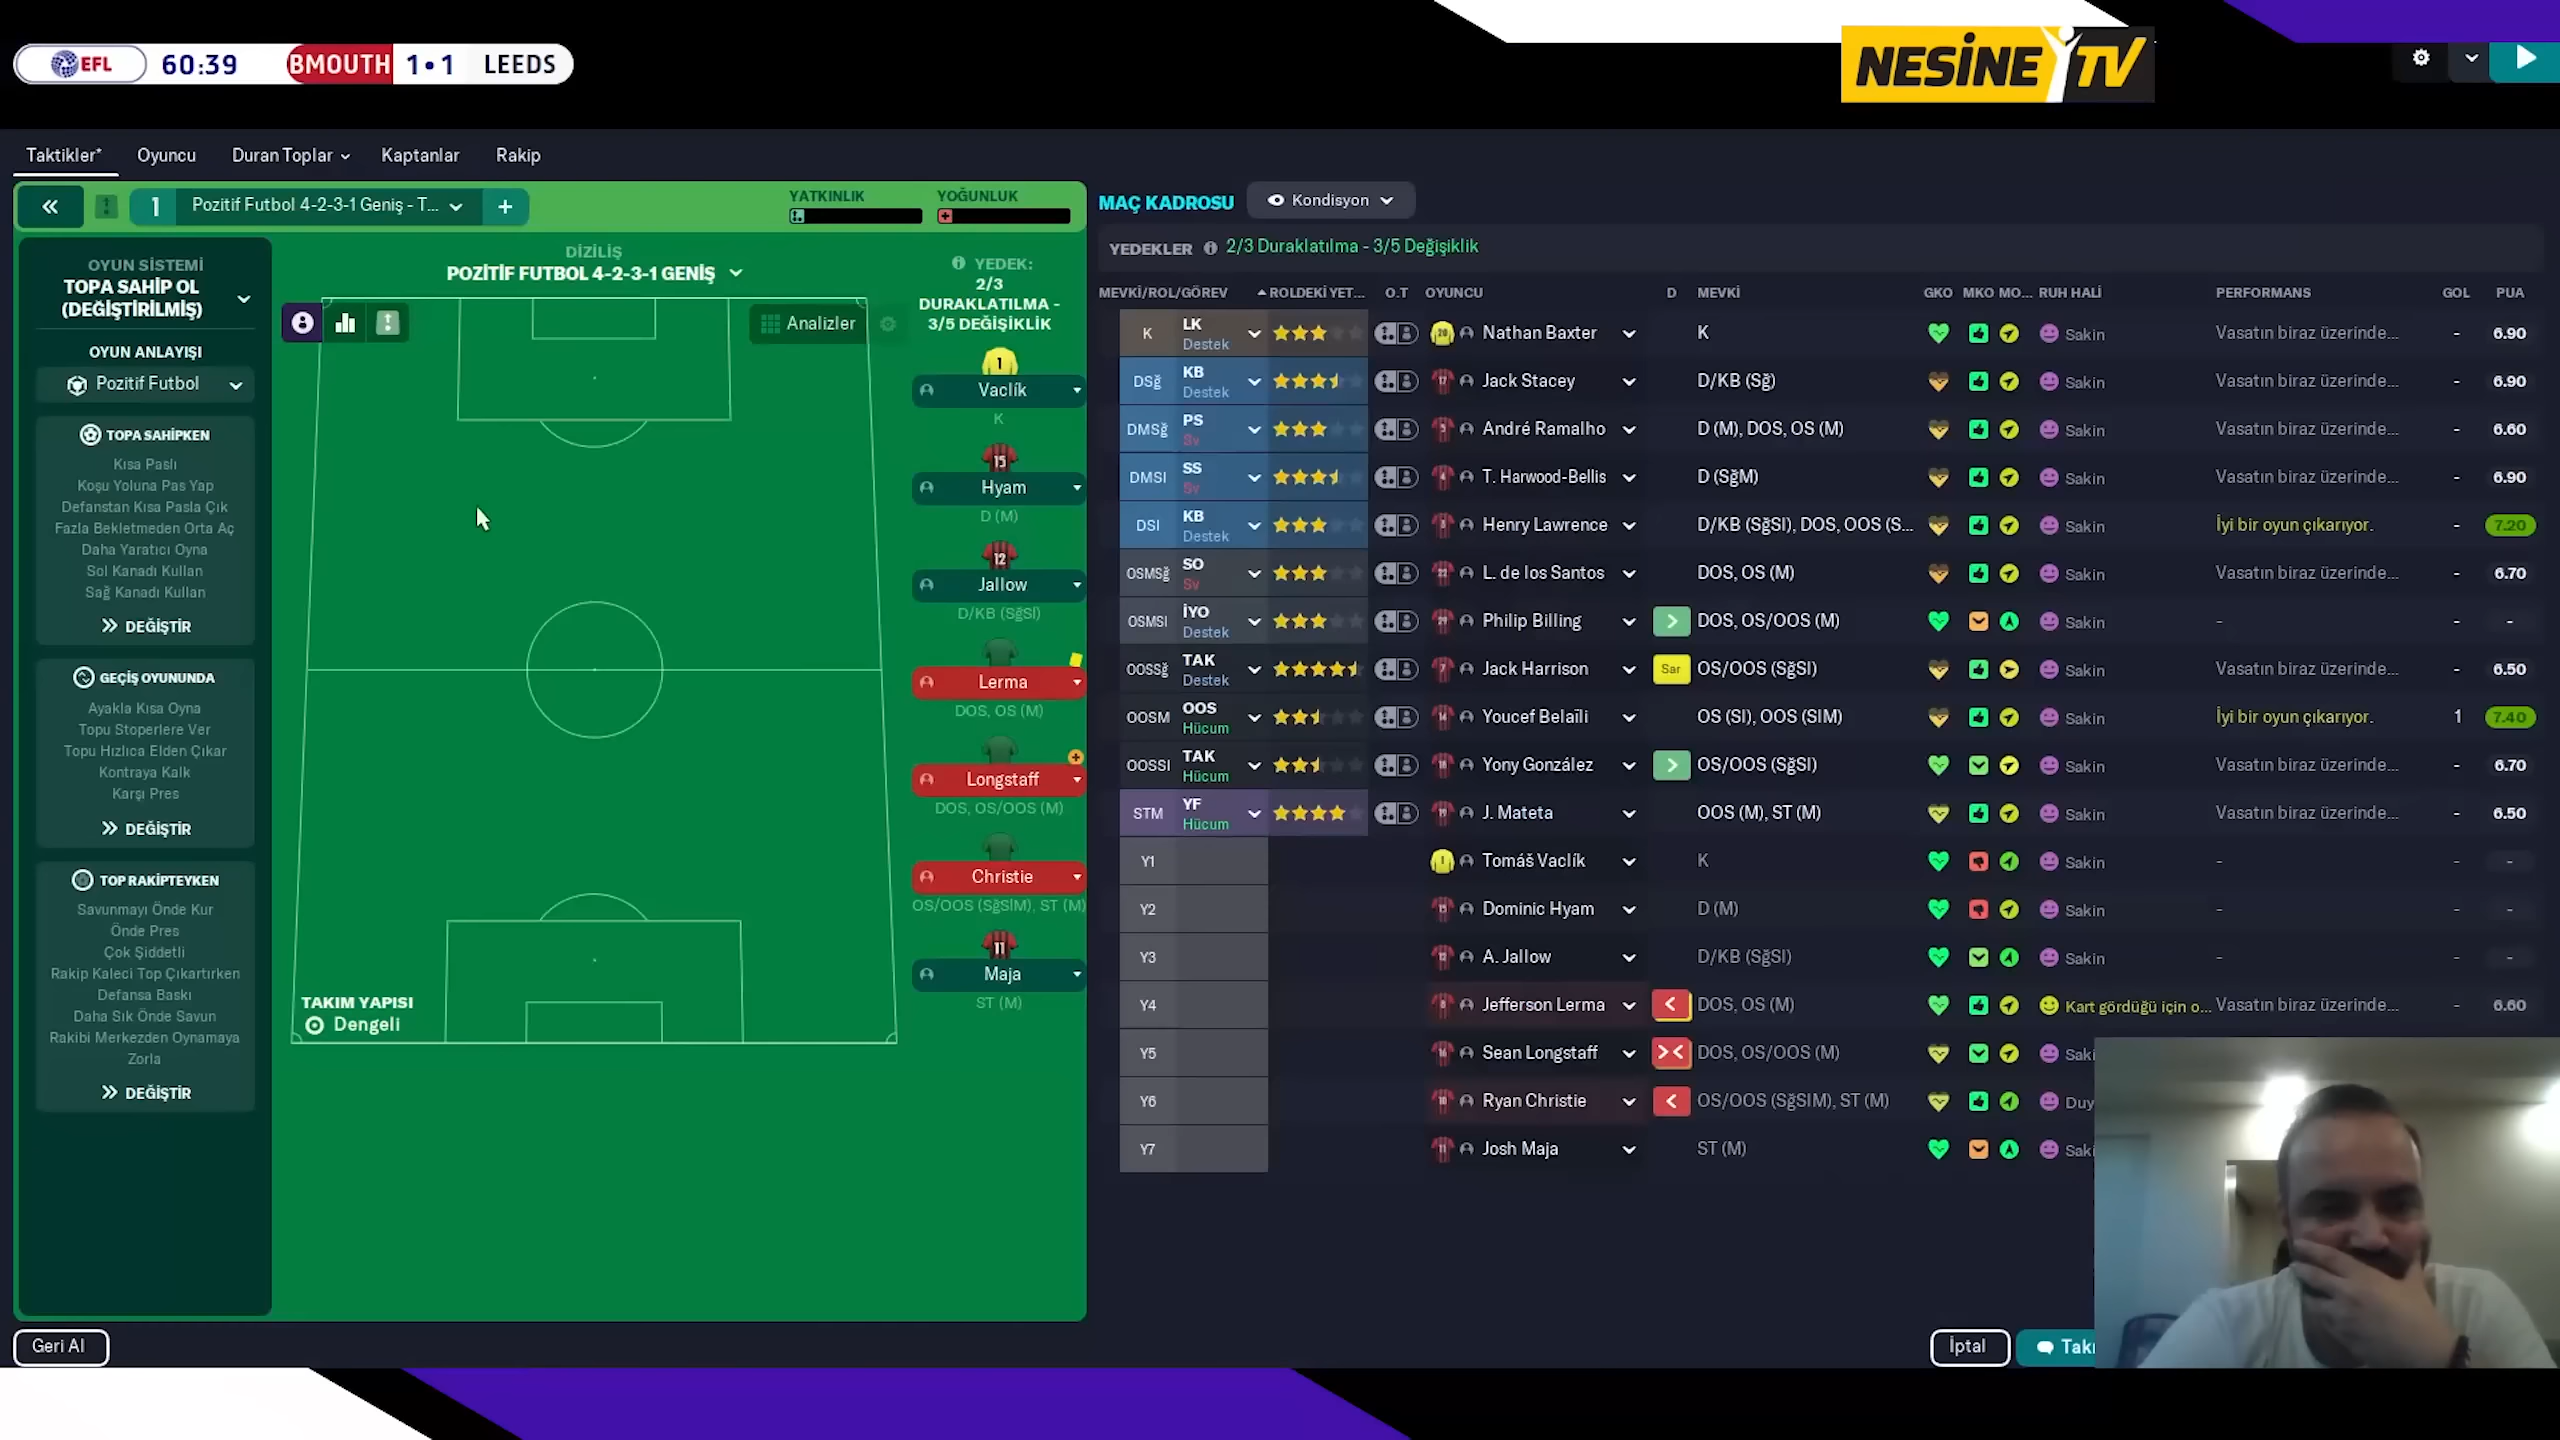 EFL 60:39 BMOUTH 1•1 LEEDS
NESİNE TV
Taktikler* Oyuncu Duran Toplar Kaptanlar Rakip
1 Pozitif Futbol 4-2-3-1 Geniş - T...
YATKINLIK YOĞUNLUK
OYUN SİSTEMİ
TOPA SAHİP OL
(DEĞİŞTİRİLMİŞ)
OYUN ANLAYIŞI
Pozitif Futbol
TOPA SAHİPKEN
Kısa Paslı
Koşu Yoluna Pas Yap
Defanstan Kısa Pasla Çık
Fazla Bekletmeden Orta Aç
Daha Yaratıcı Oyna
Sol Kanadı Kullan
Sağ Kanadı Kullan
DEĞİŞTİR
GEÇİŞ OYUNUNDA
Ayakla Kısa Oyna
Topu Stoperlere Ver
Topu Hızlıca Elden Çıkar
Kontraya Kalk
Karşı Pres
DEĞİŞTİR
TOP RAKİPTEYKEN
Savunmayı Önde Kur
Önde Pres
Çok Şiddetli
Rakip Kaleci Top Çıkartırken
Defansa Baskı
Daha Sık Önde Savun
Rakibi Merkezden Oynamaya
Zorla
DEĞİŞTİR
DİZİLİŞ
POZİTİF FUTBOL 4-2-3-1 GENİŞ
Analizler
TAKIM YAPISI
Dengeli
YEDEK:
2/3
DURAKLATILMA -
3/5 DEĞİŞİKLİK
1
Vaclík
K
15
Hyam
D (M)
12
Jallow
D/KB (SğSl)
Lerma
DOS, OS (M)
Longstaff
DOS, OS/OOS (M)
Christie
OS/OOS (SğSlM), ST (M)
11
Maja
ST (M)
MAÇ KADROSU Kondisyon
YEDEKLER 2/3 Duraklatılma - 3/5 Değişiklik
MEVKİ/ROL/GÖREV ROLDEKİ YET... O.T OYUNCU D MEVKİ GKO MKO MO... RUH HALİ PERFORMANS GOL PUA
K LK Destek Nathan Baxter K Sakin Vasatın biraz üzerinde... - 6.90
DSğ KB Destek Jack Stacey D/KB (Sğ) Sakin Vasatın biraz üzerinde... - 6.90
DMSğ PS Sv André Ramalho D (M), DOS, OS (M) Sakin Vasatın biraz üzerinde... - 6.60
DMSl SS Sv T. Harwood-Bellis D (SğM) Sakin Vasatın biraz üzerinde... - 6.90
DSl KB Destek Henry Lawrence D/KB (SğSl), DOS, OOS (S... Sakin İyi bir oyun çıkarıyor. - 7.20
OSMSğ SO Sv L. de los Santos DOS, OS (M) Sakin Vasatın biraz üzerinde... - 6.70
OSMSl İYO Destek Philip Billing DOS, OS/OOS (M) Sakin - - -
OOSSğ TAK Destek Jack Harrison Sar OS/OOS (SğSl) Sakin Vasatın biraz üzerinde... - 6.50
OOSM OOS Hücum Youcef Belaïli OS (Sl), OOS (SlM) Sakin İyi bir oyun çıkarıyor. 1 7.40
OOSSl TAK Hücum Yony González OS/OOS (SğSl) Sakin Vasatın biraz üzerinde... - 6.70
STM YF Hücum J. Mateta OOS (M), ST (M) Sakin Vasatın biraz üzerinde... - 6.50
Y1 Tomáš Vaclík K Sakin - - -
Y2 Dominic Hyam D (M) Sakin - - -
Y3 A. Jallow D/KB (SğSl) Sakin - - -
Y4 Jefferson Lerma DOS, OS (M) Kart gördüğü için o... Vasatın biraz üzerinde... - 6.60
Y5 Sean Longstaff DOS, OS/OOS (M) Saki
Y6 Ryan Christie OS/OOS (SğSlM), ST (M) Duy
Y7 Josh Maja ST (M) Saki
Geri Al İptal Takı